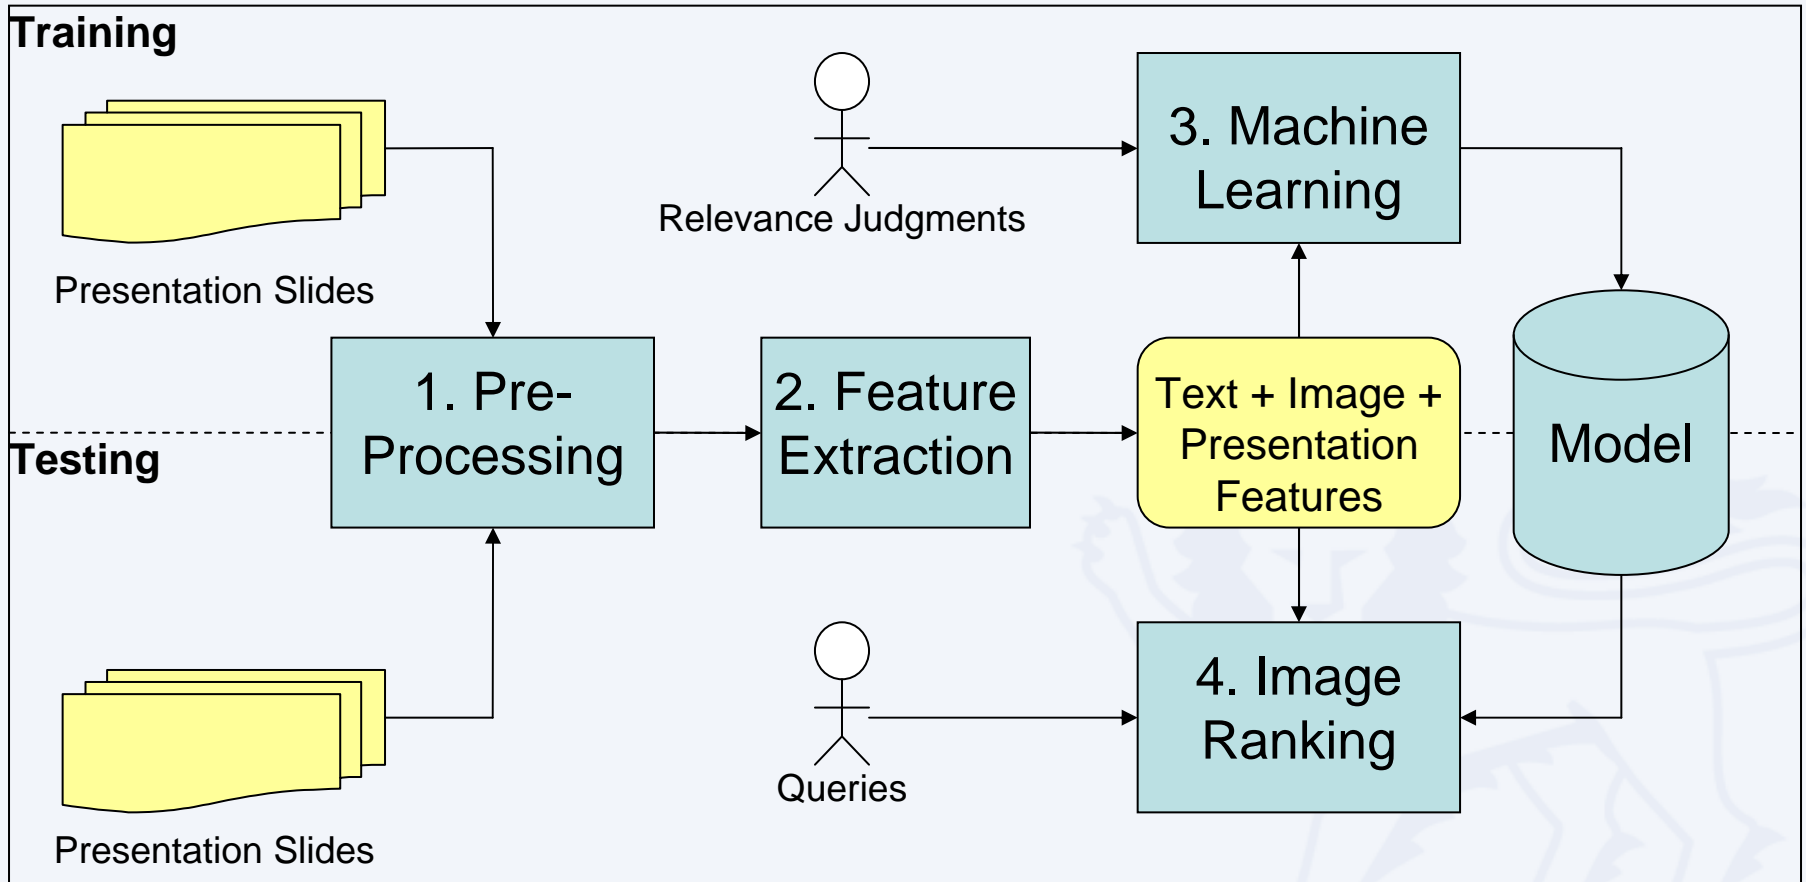 Training
Presentation Slides
Relevance Judgments
3. Machine
Learning
1. Pre-
Processing
2. Feature
Extraction
Text + Image +
Presentation
Features
Model
Testing
Presentation Slides
Queries
4. Image
Ranking